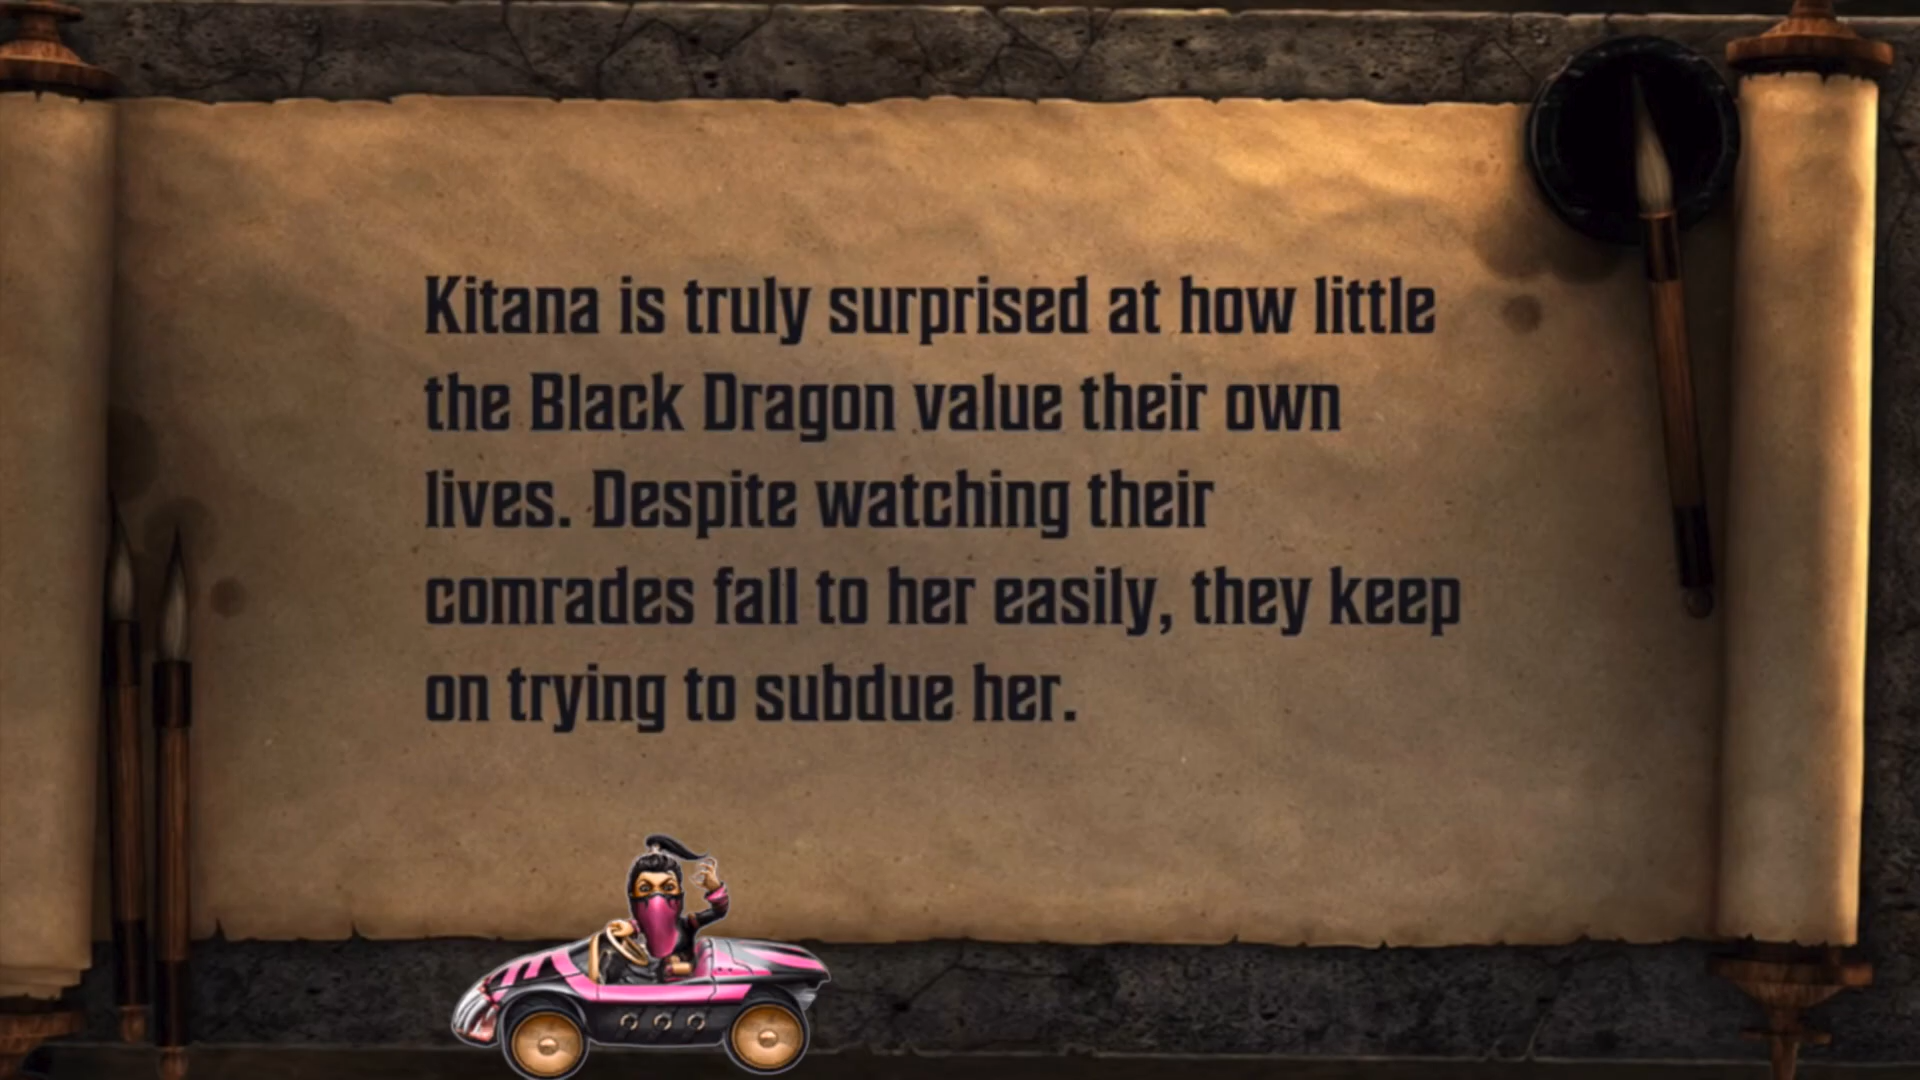 Kitana is truly surprised at how little
the Black Dragon value their own
lives. Despite watching their
comrades fall to her easily, they keep
on trying to subdue her.